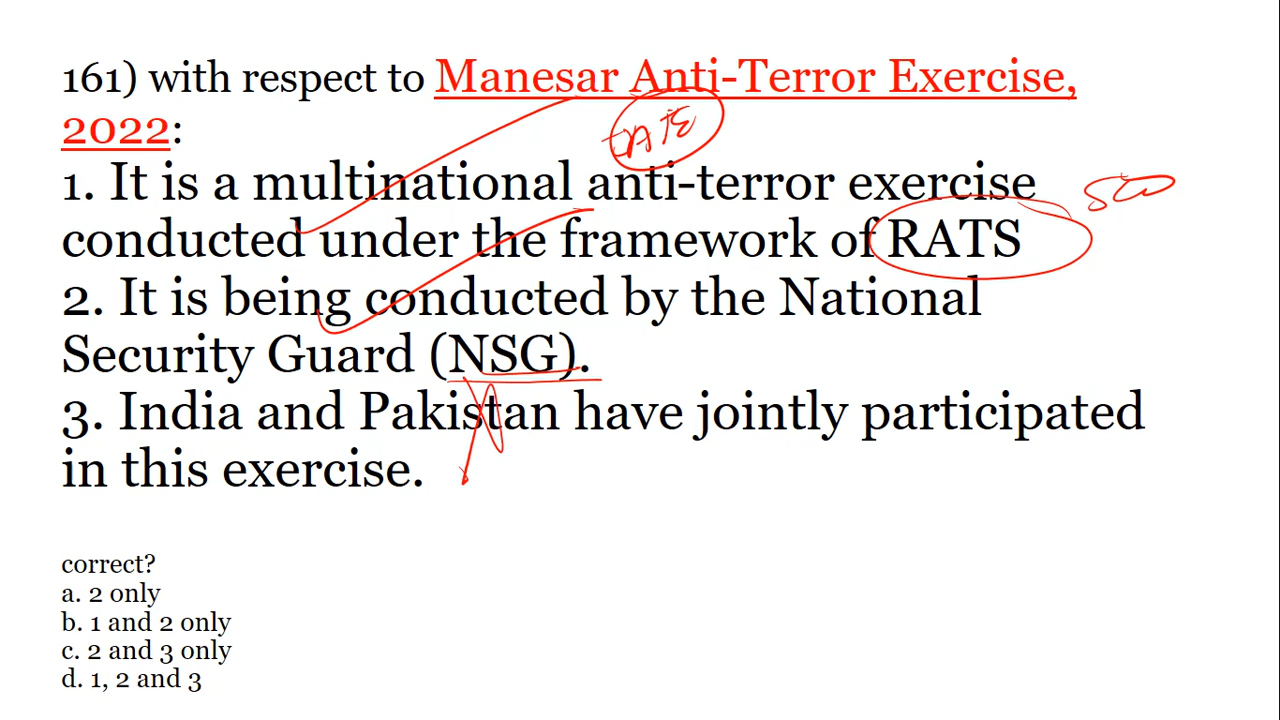 161) with respect to Manesar Anti-Terror Exercise,
2022:
1. It is a multinational anti-terror exercise
conducted under the framework of RATS
2. It is being conducted by the National
Security Guard (NSG).
3. India and Pakistan have jointly participated
in this exercise.
correct?
a. 2 only
b. 1 and 2 only
c. 2 and 3 only
d. 1, 2 and 3